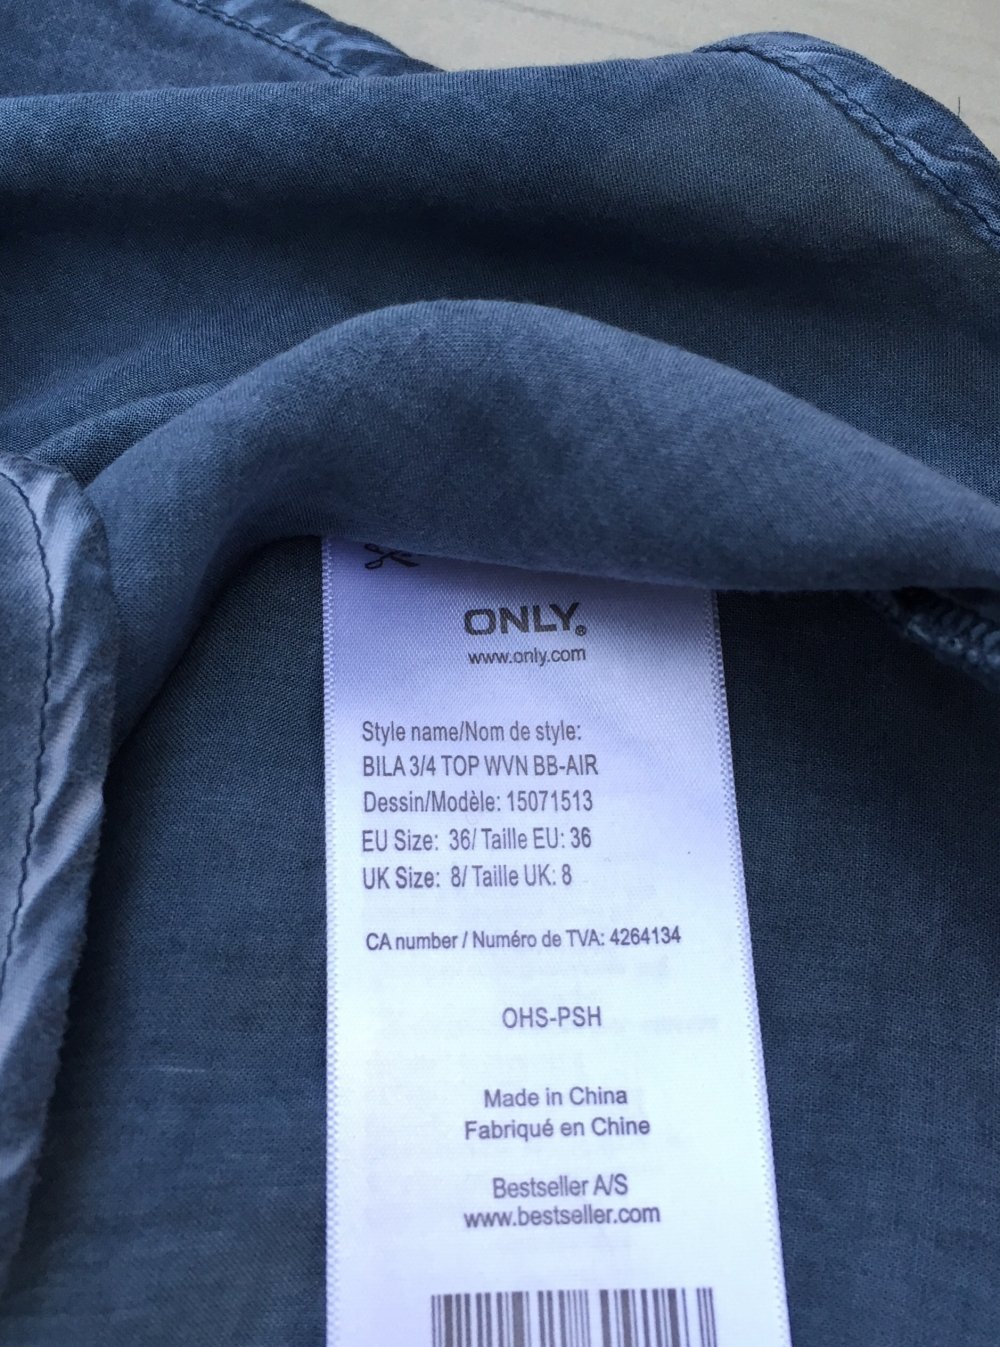 ONLY®
www.only.com
Style name/Nom de style:
BILA 3/4 TOP WVN BB-AIR
Dessin/Modèle: 15071513
EU Size: 36/ Taille EU: 36
UK Size: 8/ Taille UK: 8
CA number / Numéro de TVA: 4264134
OHS-PSH
Made in China
Fabriqué en Chine
Bestseller A/S
www.bestseller.com